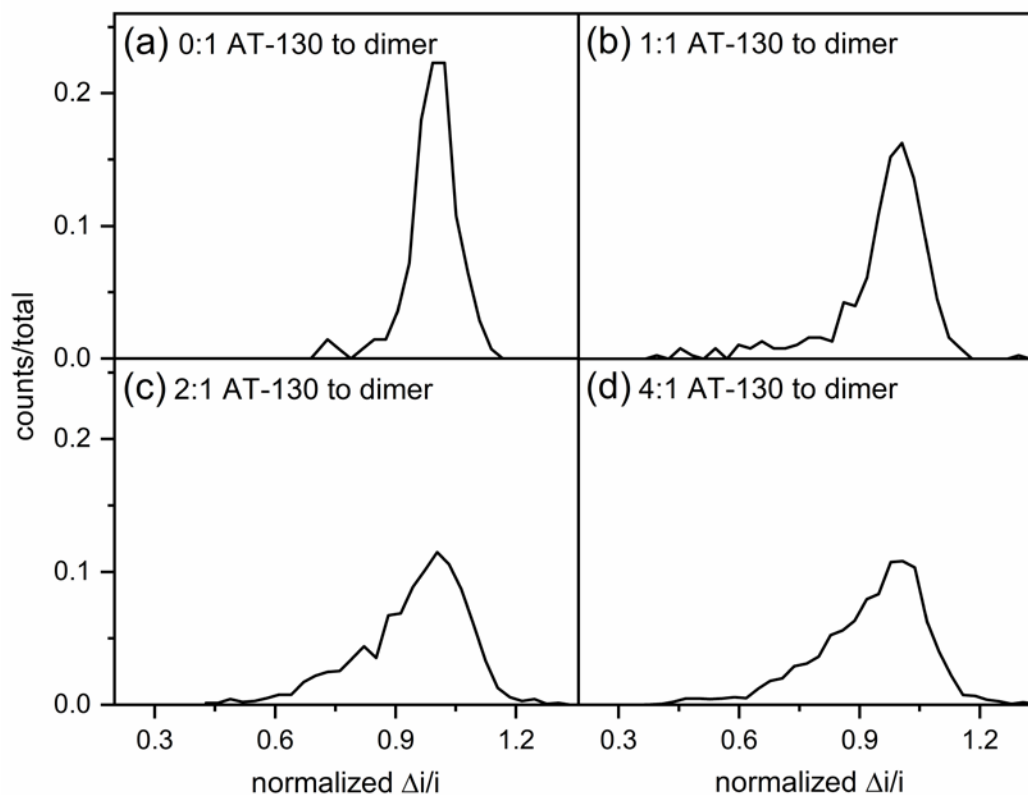 (a) 0:1 AT-130 to dimer
(b) 1:1 AT-130 to dimer
0.2
0.1
0.0
counts/total
(c) 2:1 AT-130 to dimer
(d) 4:1 AT-130 to dimer
0.2
0.1
0.0
0.3 0.6 0.9 1.2
0.3 0.6 0.9 1.2
normalized Δi/i
normalized Δi/i